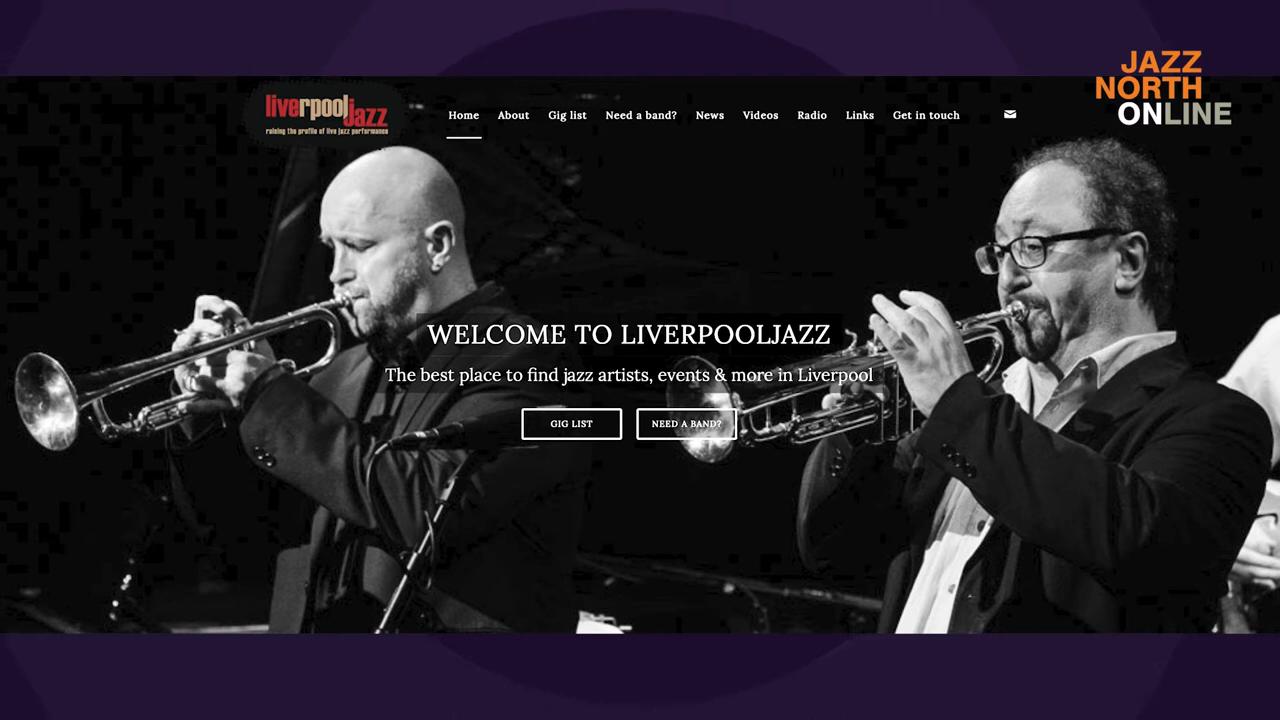 JAZZ
NORTH
ONLINE
liverpooljazz
raising the profile of live jazz performance
Home About Gig list Need a band? News Videos Radio Links Get in touch
WELCOME TO LIVERPOOLJAZZ
The best place to find jazz artists, events & more in Liverpool
GIG LIST NEED A BAND?